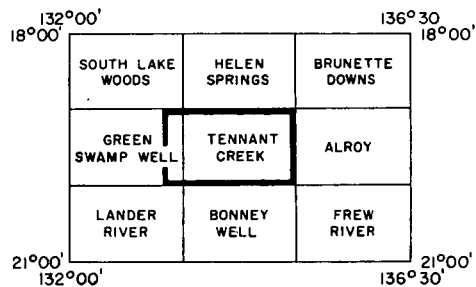 132°00' 136°30'
18°00' 18°00'
SOUTH LAKE WOODS
HELEN SPRINGS
BRUNETTE DOWNS
GREEN SWAMP WELL
TENNANT CREEK
ALROY
LANDER RIVER
BONNEY WELL
FREW RIVER
21°00' 21°00'
132°00' 136°30'